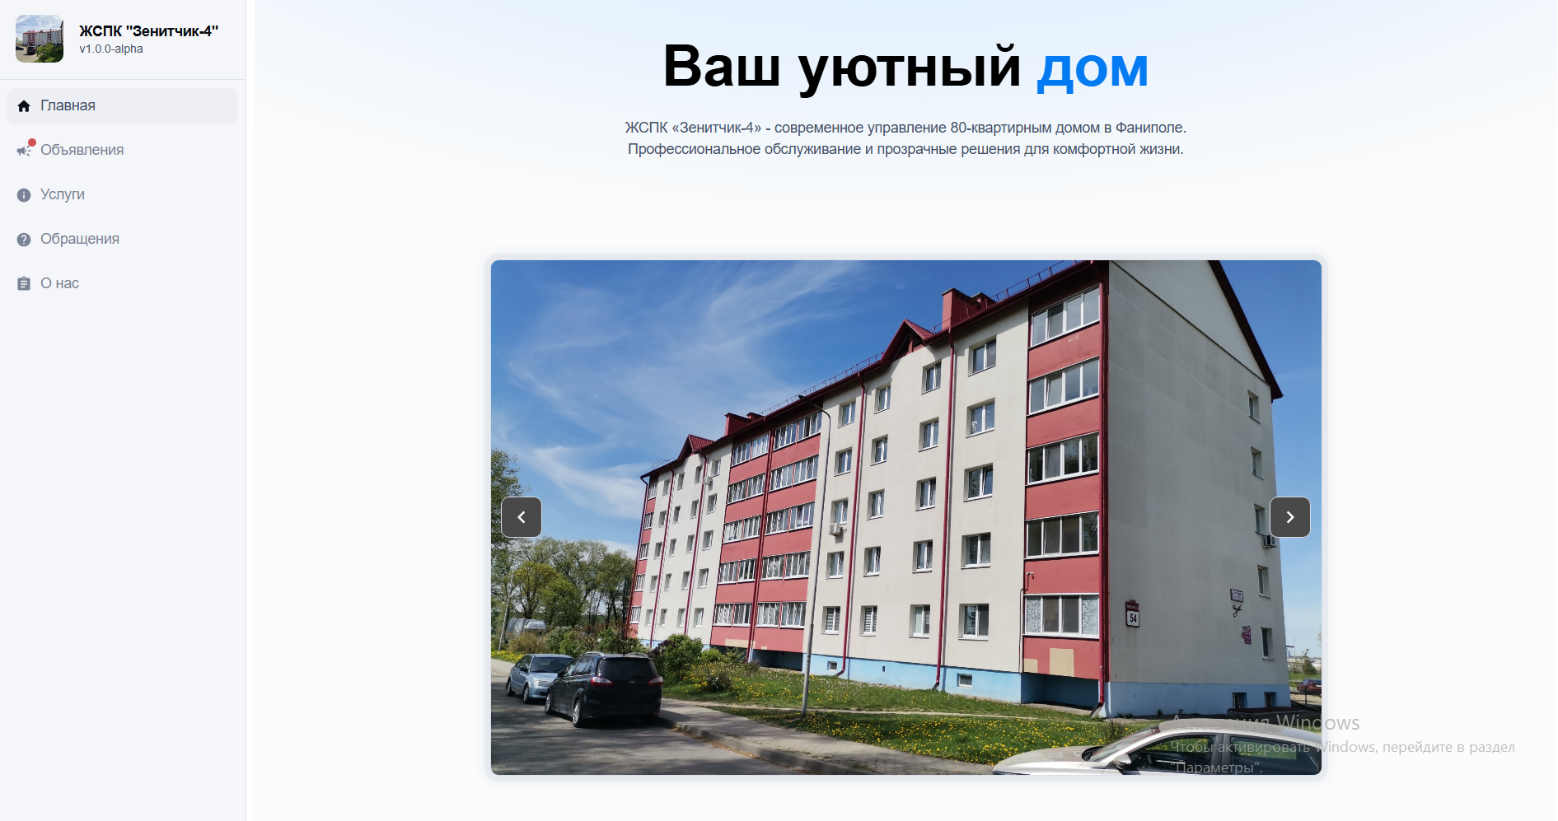 ЖСПК "Зенитчик-4"
v1.0.0-alpha
Главная
Объявления
Услуги
Обращения
О нас
Ваш уютный дом
ЖСПК «Зенитчик-4» - современное управление 80-квартирным домом в Фаниполе.
Профессиональное обслуживание и прозрачные решения для комфортной жизни.
54
Активация Windows
Чтобы активировать Windows, перейдите в раздел
"Параметры".